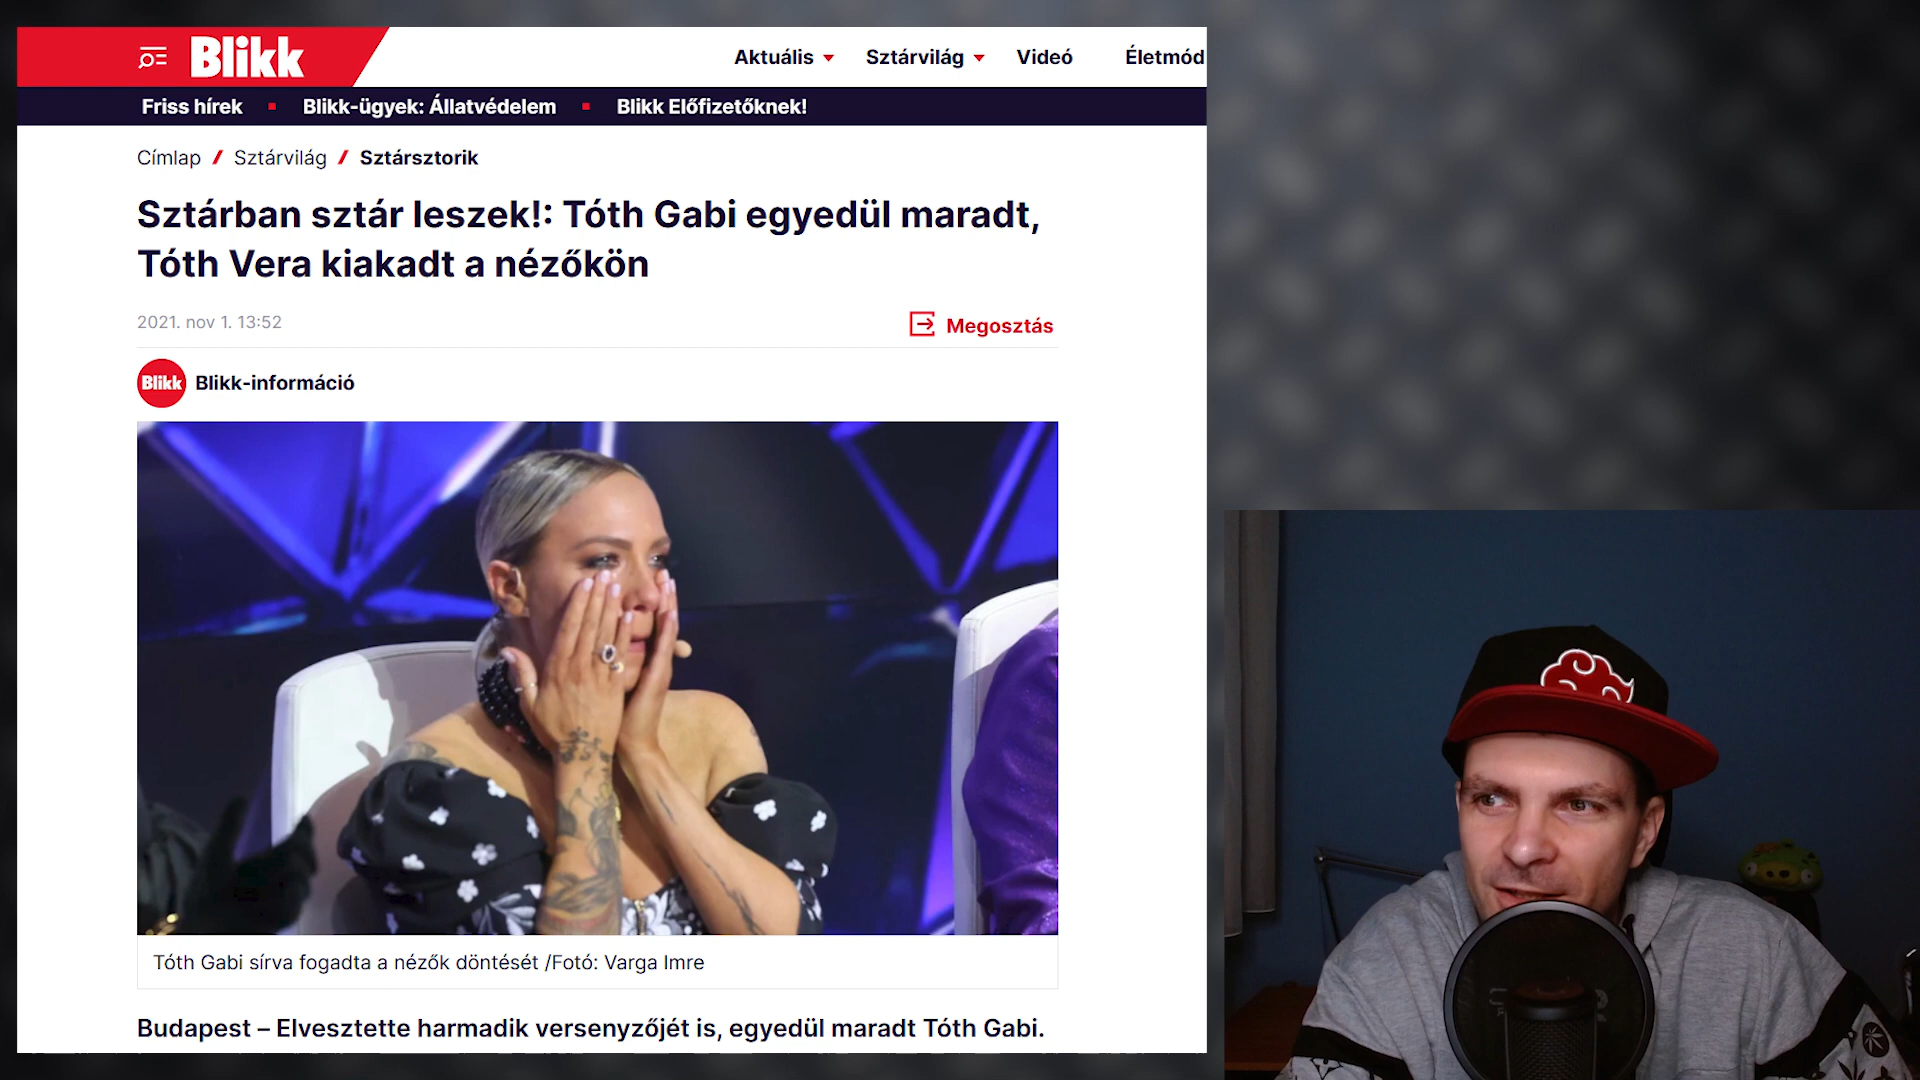 Blikk
Aktuális
Sztárvilág
Videó
Életmód
Friss hírek
Blikk-ügyek: Állatvédelem
Blikk Előfizetőknek!
Címlap / Sztárvilág / Sztársztorik
Sztárban sztár leszek!: Tóth Gabi egyedül maradt,
Tóth Vera kiakadt a nézőkön
2021. nov 1. 13:52
Megosztás
Blikk
Blikk-információ
Tóth Gabi sírva fogadta a nézők döntését /Fotó: Varga Imre
Budapest – Elvesztette harmadik versenyzőjét is, egyedül maradt Tóth Gabi.